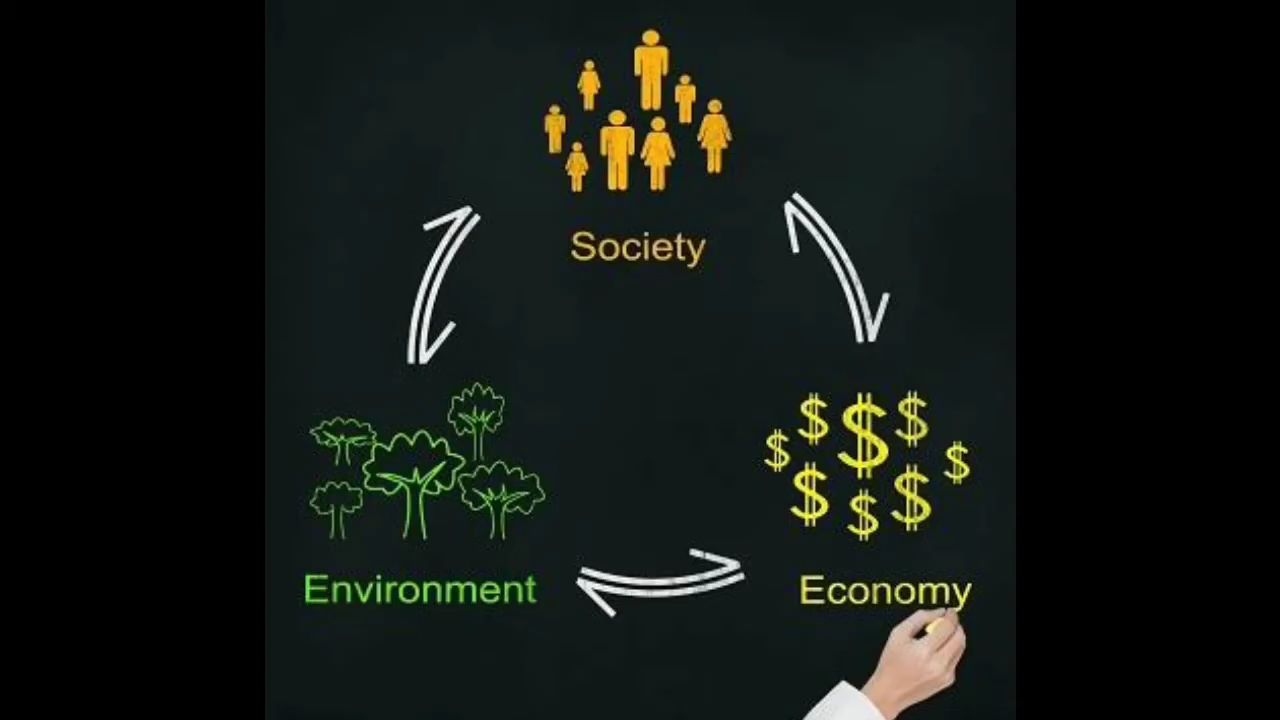 Society
$ $ $
$ $
$ $ $
Environment
Economy